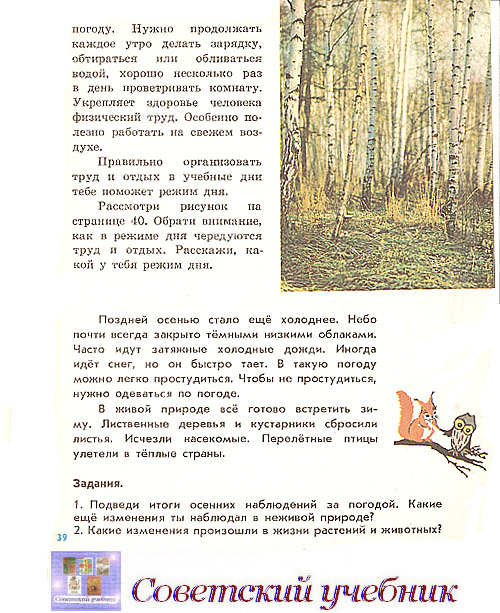 погоду. Нужно продолжать
каждое утро делать зарядку,
обтираться или обливаться
водой, хорошо несколько раз
в день проветривать комнату.
Укрепляет здоровье человека
физический труд. Особенно по-
лезно работать на свежем воз-
духе.
Правильно организовать
труд и отдых в учебные дни
тебе поможет режим дня.
Рассмотри рисунок на
странице 40. Обрати внимание,
как в режиме дня чередуются
труд и отдых. Расскажи, ка-
кой у тебя режим дня.
Поздней осенью стало ещё холоднее. Небо
почти всегда закрыто тёмными низкими облаками.
Часто идут затяжные холодные дожди. Иногда
идёт снег, но он быстро тает. В такую погоду
можно легко простудиться. Чтобы не простудиться,
нужно одеваться по погоде.
В живой природе всё готово встретить зи-
му. Лиственные деревья и кустарники сбросили
листья. Исчезли насекомые. Перелётные птицы
улетели в тёплые страны.
Задания.
1. Подведи итоги осенних наблюдений за погодой. Какие
ещё изменения ты наблюдал в неживой природе?
2. Какие изменения произошли в жизни растений и животных?
39
Советский учебник
Советский учебник